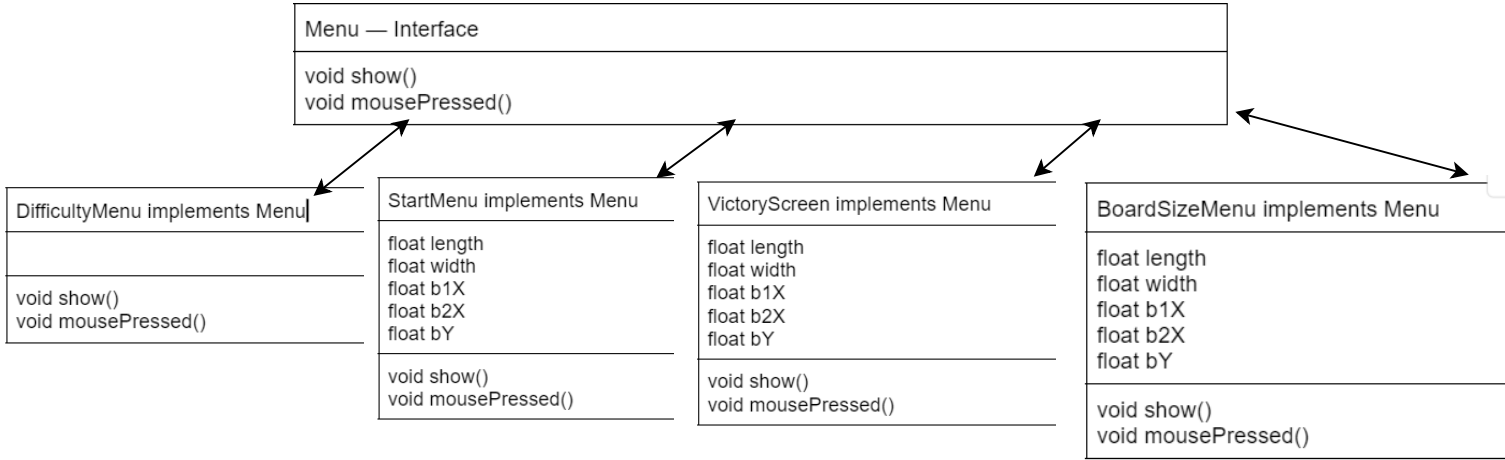 Menu — Interface
void show()
void mousePressed()
DifficultyMenu implements Menu
void show()
void mousePressed()
StartMenu implements Menu
float length
float width
float b1X
float b2X
float bY
void show()
void mousePressed()
VictoryScreen implements Menu
float length
float width
float b1X
float b2X
float bY
void show()
void mousePressed()
BoardSizeMenu implements Menu
float length
float width
float b1X
float b2X
float bY
void show()
void mousePressed()